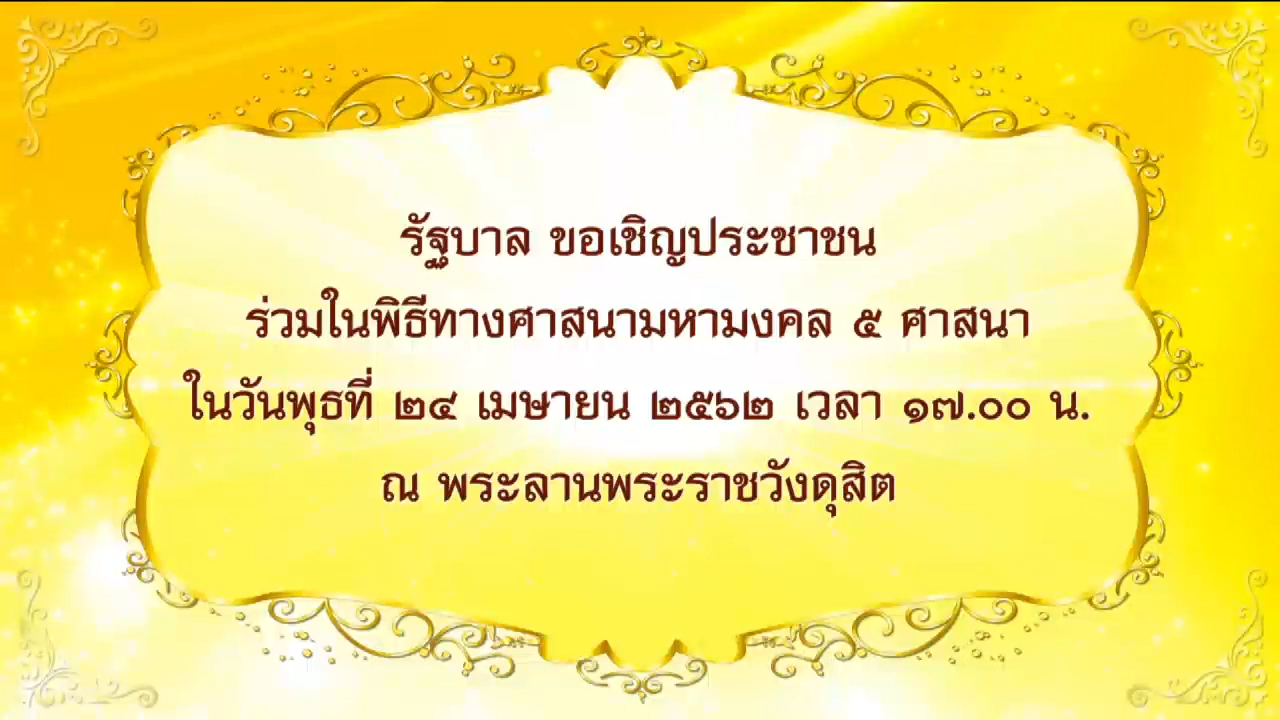 รัฐบาล ขอเชิญประชาชน
ร่วมในพิธีทางศาสนามหามงคล ๕ ศาสนา
ในวันพุธที่ ๒๔ เมษายน ๒๕๖๒ เวลา ๑๗.๐๐ น.
ณ พระลานพระราชวังดุสิต